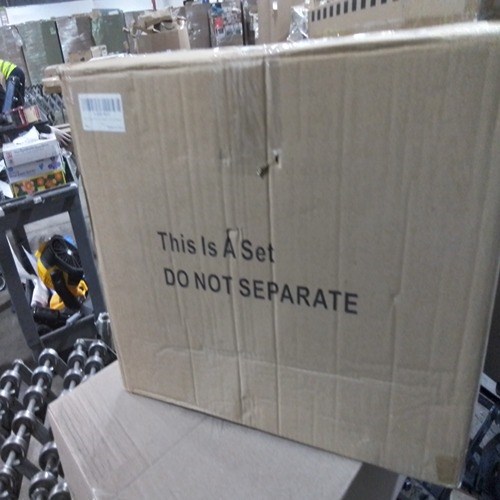 This Is A Set
DO NOT SEPARATE